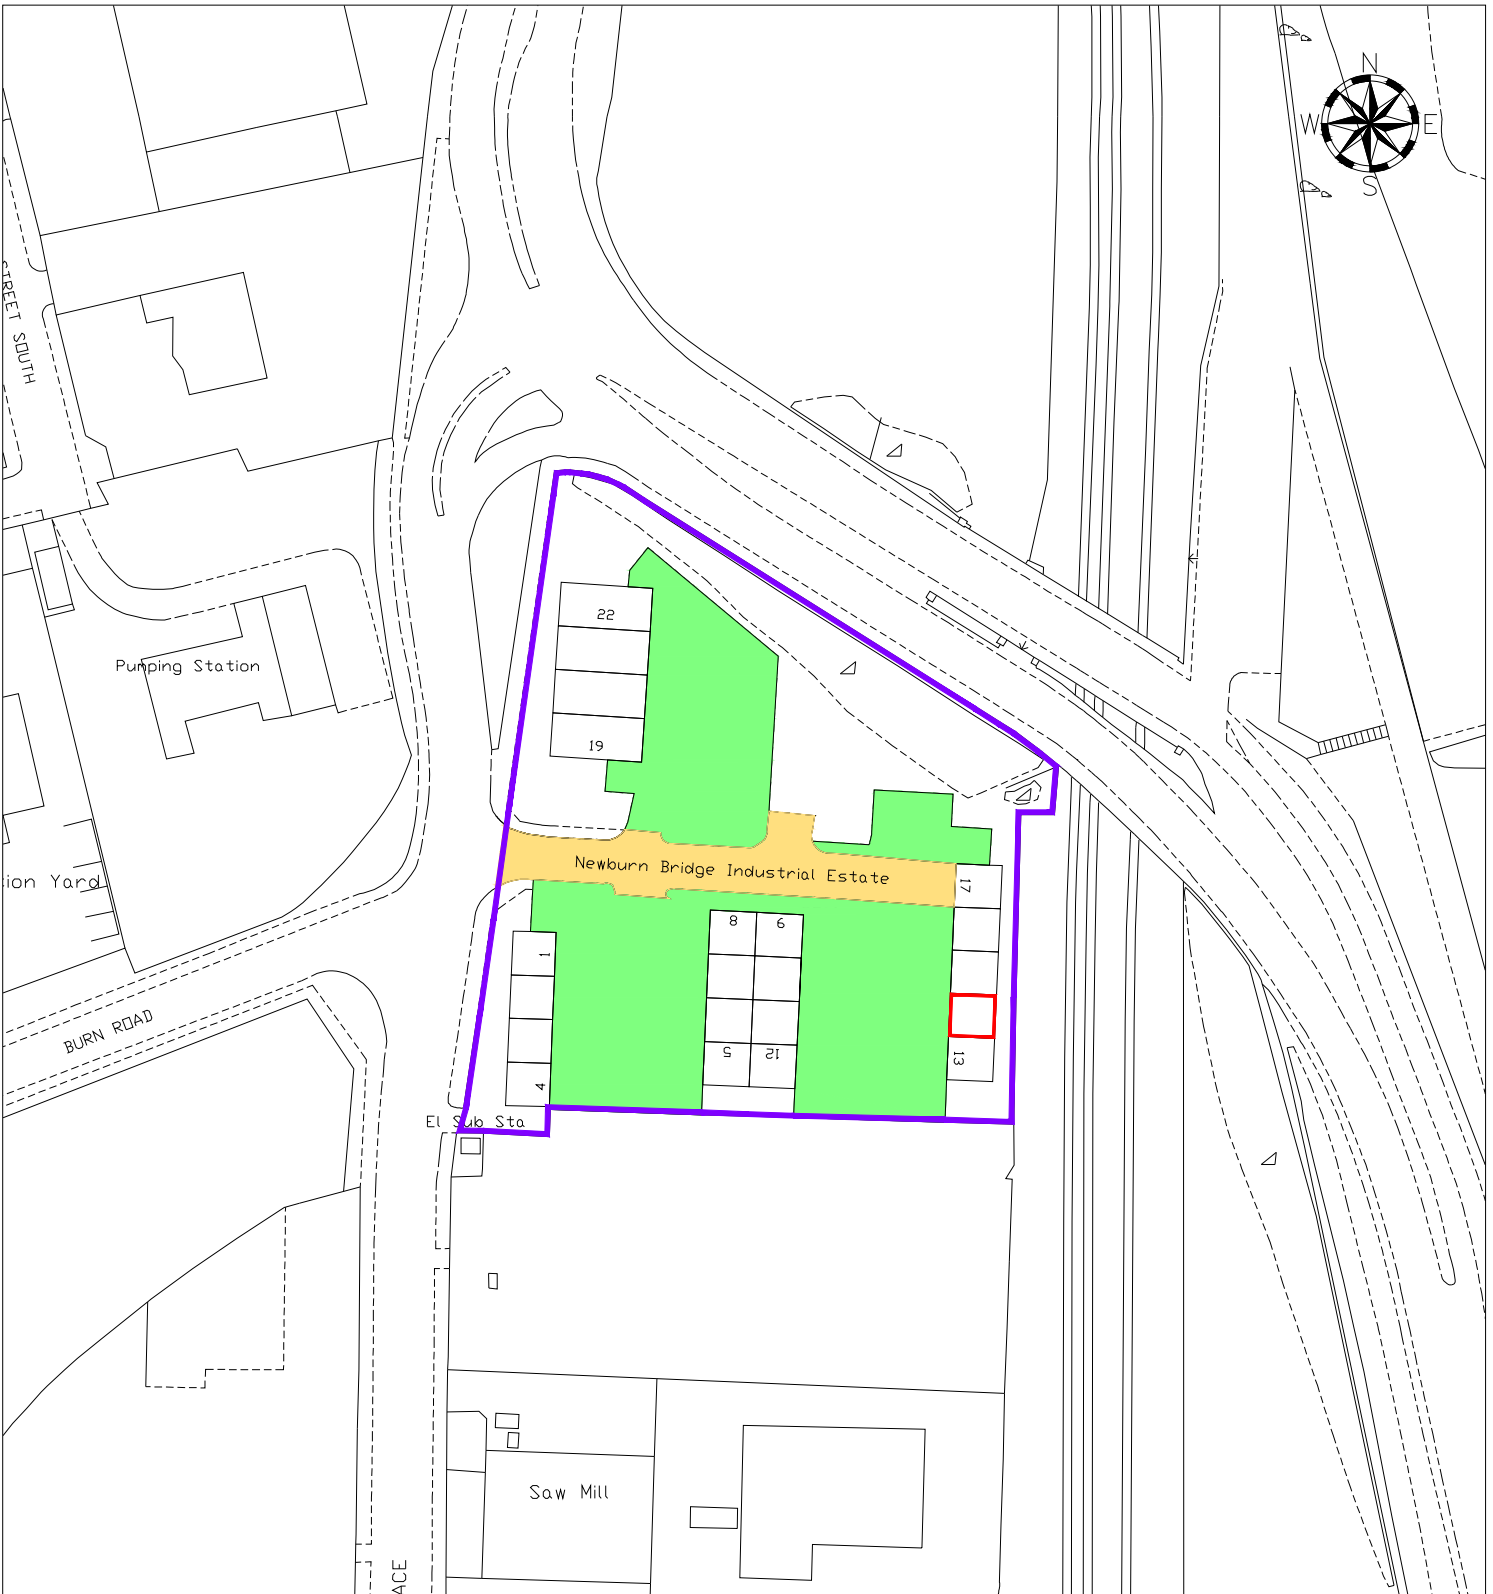 N
W E
S
STREET SOUTH
22
Pumping Station
19
Newburn Bridge Industrial Estate
ion Yard
17
8 6
1
BURN ROAD
5 12
13
4
El Sub Sta
Saw Mill
ACE